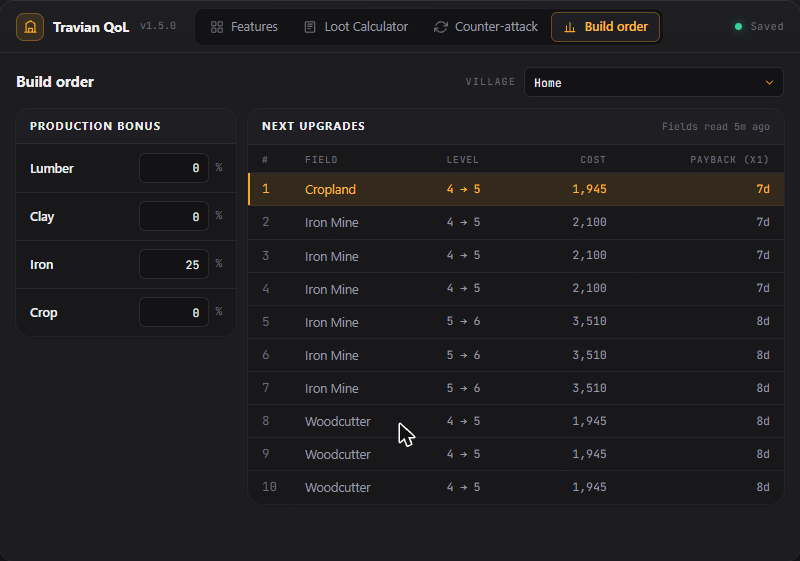 Travian QoL v1.5.0 Features Loot Calculator Counter-attack Build order Saved
Build order
VILLAGE Home
PRODUCTION BONUS
Lumber 0 %
Clay 0 %
Iron 25 %
Crop 0 %
NEXT UPGRADES Fields read 5m ago
# FIELD LEVEL COST PAYBACK (X1)
1 Cropland 4 → 5 1,945 7d
2 Iron Mine 4 → 5 2,100 7d
3 Iron Mine 4 → 5 2,100 7d
4 Iron Mine 4 → 5 2,100 7d
5 Iron Mine 5 → 6 3,510 8d
6 Iron Mine 5 → 6 3,510 8d
7 Iron Mine 5 → 6 3,510 8d
8 Woodcutter 4 → 5 1,945 8d
9 Woodcutter 4 → 5 1,945 8d
10 Woodcutter 4 → 5 1,945 8d